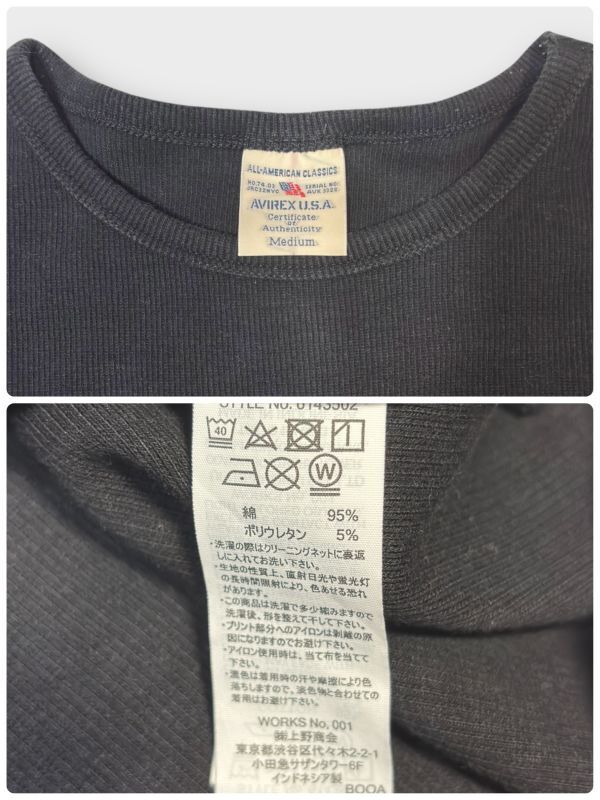 ALL-AMERICAN CLASSICS
AVIREX U.S.A.
Certificate
of
Authenticity
Medium
STYLE No. 6143502
40
W
綿 95%
ポリウレタン 5%
・洗濯の際はクリーニングネットに裏返
しに入れてお洗い下さい。
・生地の性質上、直射日光や蛍光灯
の長時間照射により、色あせる恐れ
があります。
・この商品は洗濯で多少縮みますので
洗濯後、形を整えて干して下さい。
・プリント部分へのアイロンは剥離の原
因になりますのでお避け下さい。
・アイロン使用時は、当て布を当てて
下さい。
・濃色は着用時の汗や摩擦により色
落ちしますので、淡色物と合わせての
着用はお避け下さい。
WORKS No, 001
㈱上野商会
東京都渋谷区代々木2-2-1
小田急サザンタワー6F
インドネシア製
BOOA